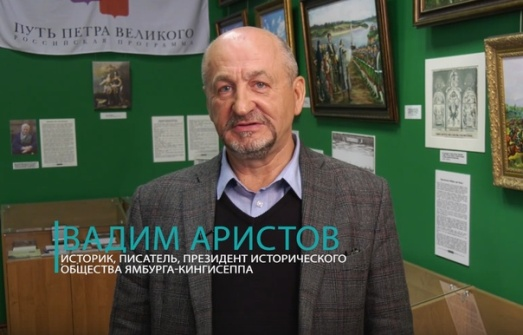 ПУТЬ ПЕТРА ВЕЛИКОГО
РОССИЙСКАЯ ПРОГРАММА
ВАДИМ АРИСТОВ
ИСТОРИК, ПИСАТЕЛЬ, ПРЕЗИДЕНТ ИСТОРИЧЕСКОГО
ОБЩЕСТВА ЯМБУРГА-КИНГИСЕППА